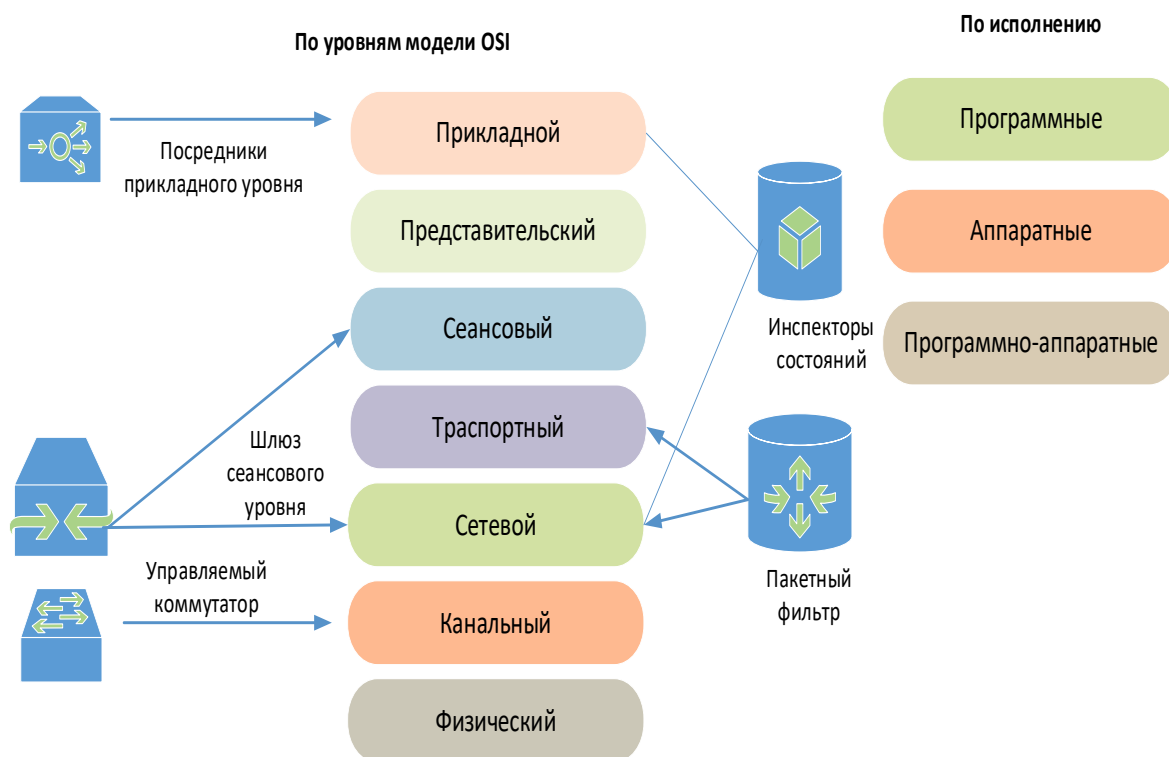 По уровням модели OSI
По исполнению
Прикладной
Программные
Посредники
прикладного уровня
Представительский
Аппаратные
Сеансовый
Инспекторы
состояний
Программно-аппаратные
Траспортный
Шлюз
сеансового
уровня
Сетевой
Управляемый
коммутатор
Пакетный
фильтр
Канальный
Физический